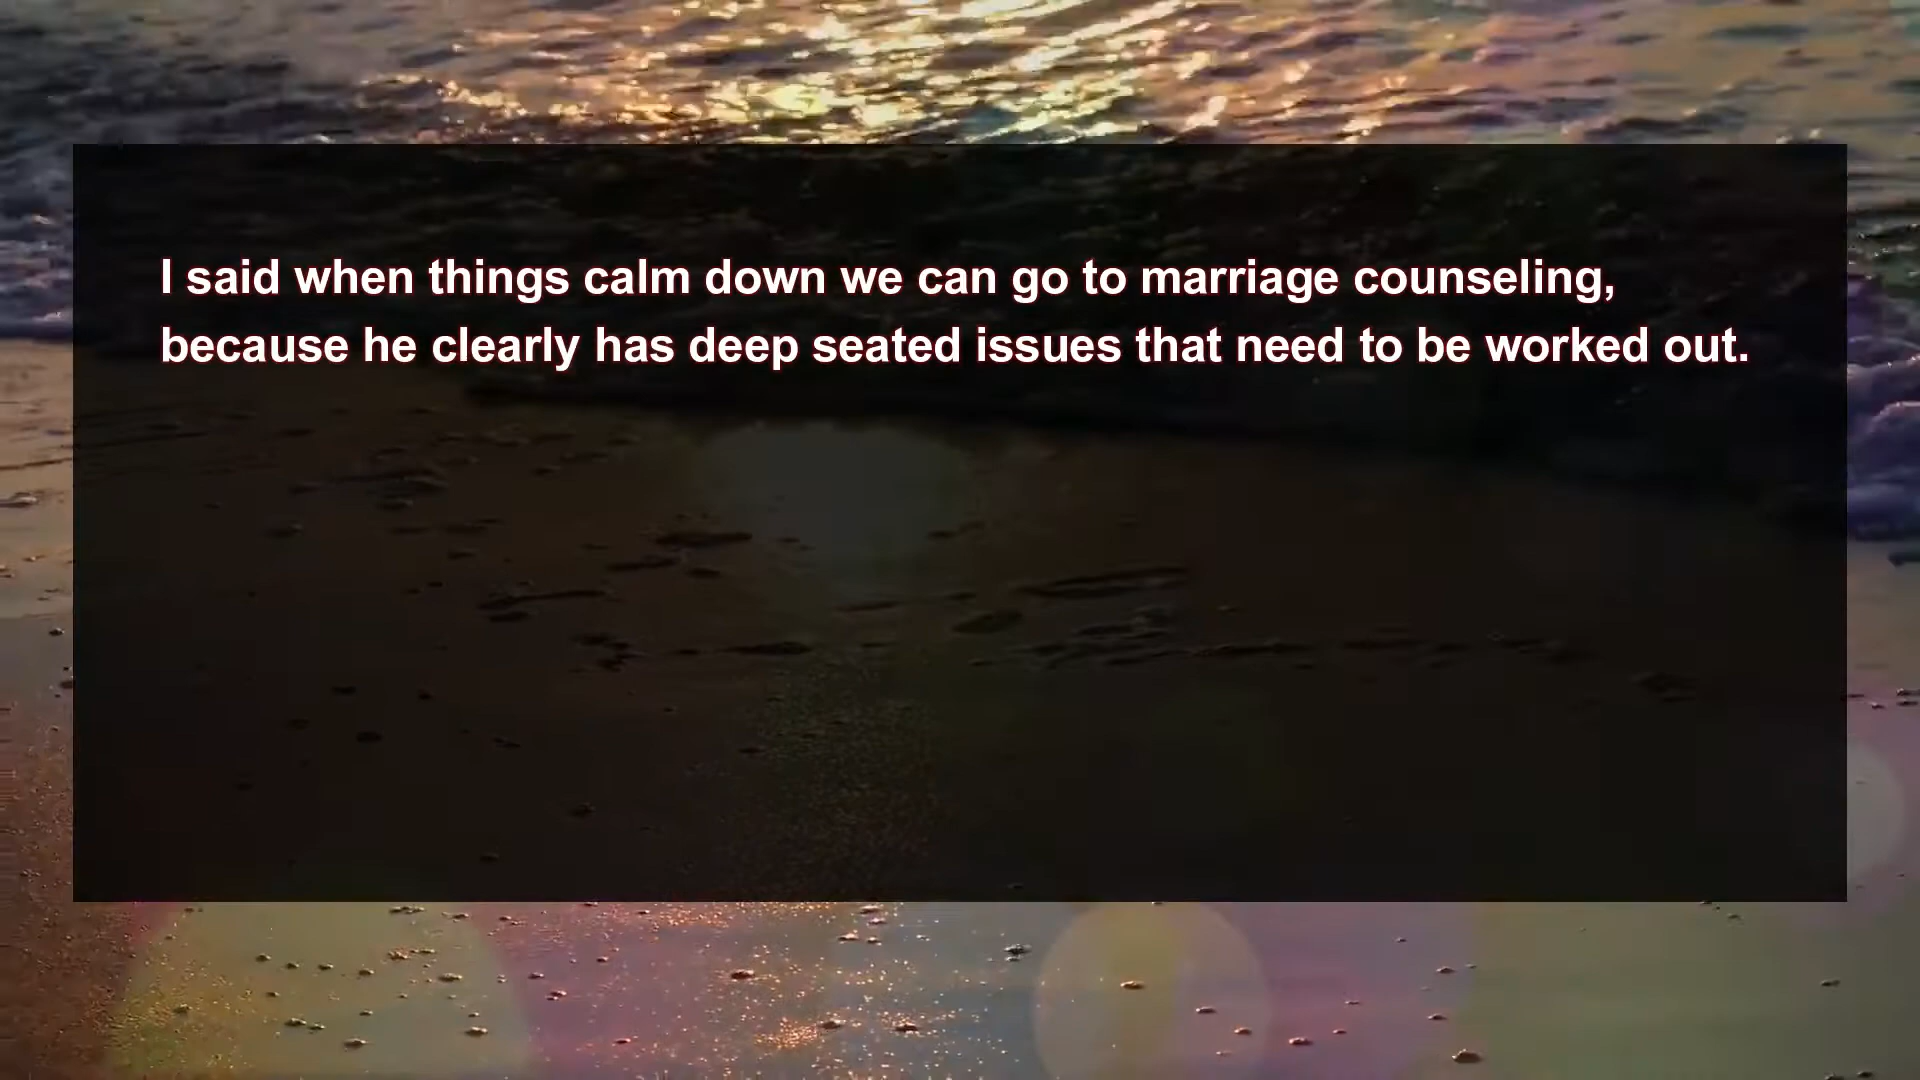 I said when things calm down we can go to marriage counseling,
because he clearly has deep seated issues that need to be worked out.